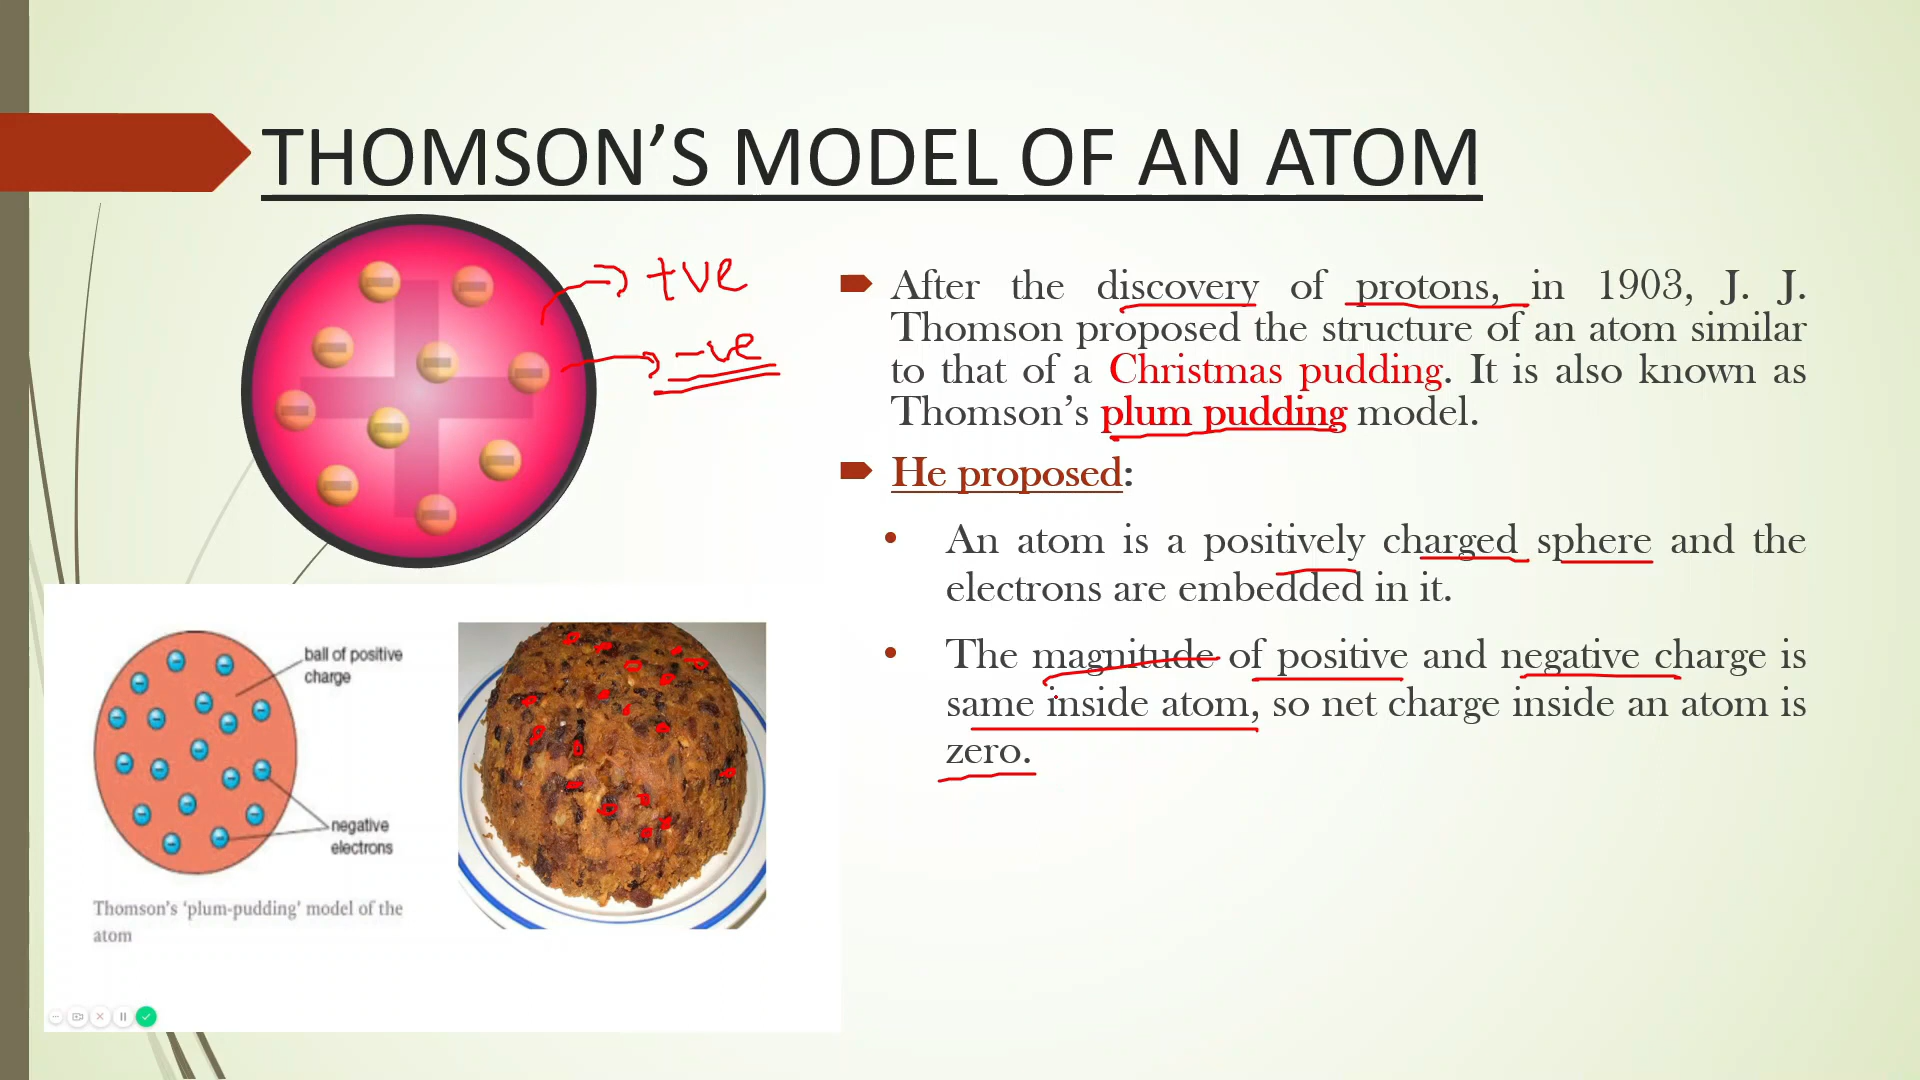 THOMSON’S MODEL OF AN ATOM
+ve
-ve
After the discovery of protons, in 1903, J. J.
Thomson proposed the structure of an atom similar
to that of a Christmas pudding. It is also known as
Thomson’s plum pudding model.
He proposed:
• An atom is a positively charged sphere and the
electrons are embedded in it.
• The magnitude of positive and negative charge is
same inside atom, so net charge inside an atom is
zero.
ball of positive
charge
negative
electrons
Thomson’s ‘plum-pudding’ model of the
atom